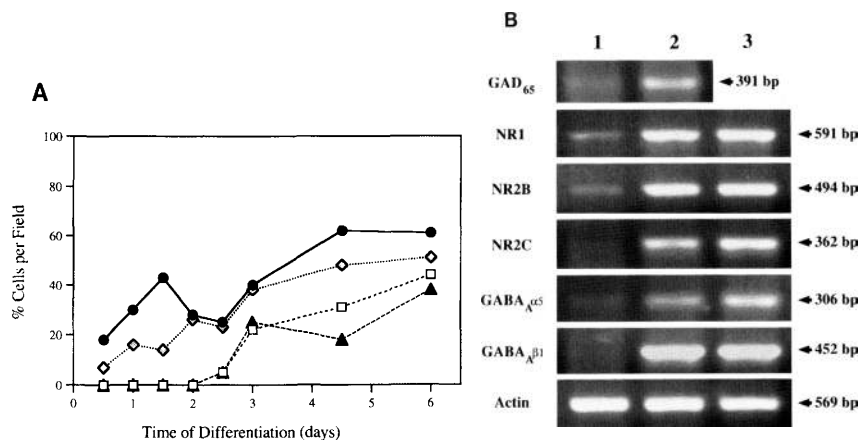 A
100
80
60
40
20
0
% Cells per Field
0 1 2 3 4 5 6
Time of Differentiation (days)
B
1 2 3
GAD65 391 bp
NR1 591 bp
NR2B 494 bp
NR2C 362 bp
GABAAα5 306 bp
GABAAβ1 452 bp
Actin 569 bp